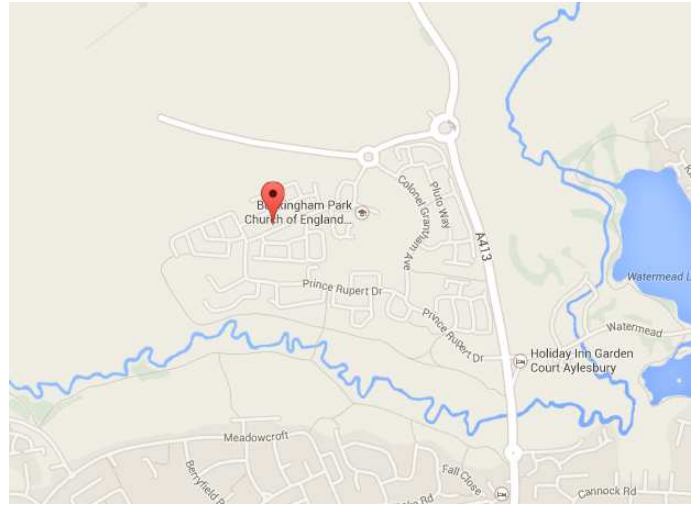 Buckingham Park
Church of England...
Colonel Grantham Ave
Pluto Way
A413
Prince Rupert Dr
Prince Rupert Dr
Watermead
Holiday Inn Garden
Court Aylesbury
Meadowcroft
Fall Close
Cannock Rd